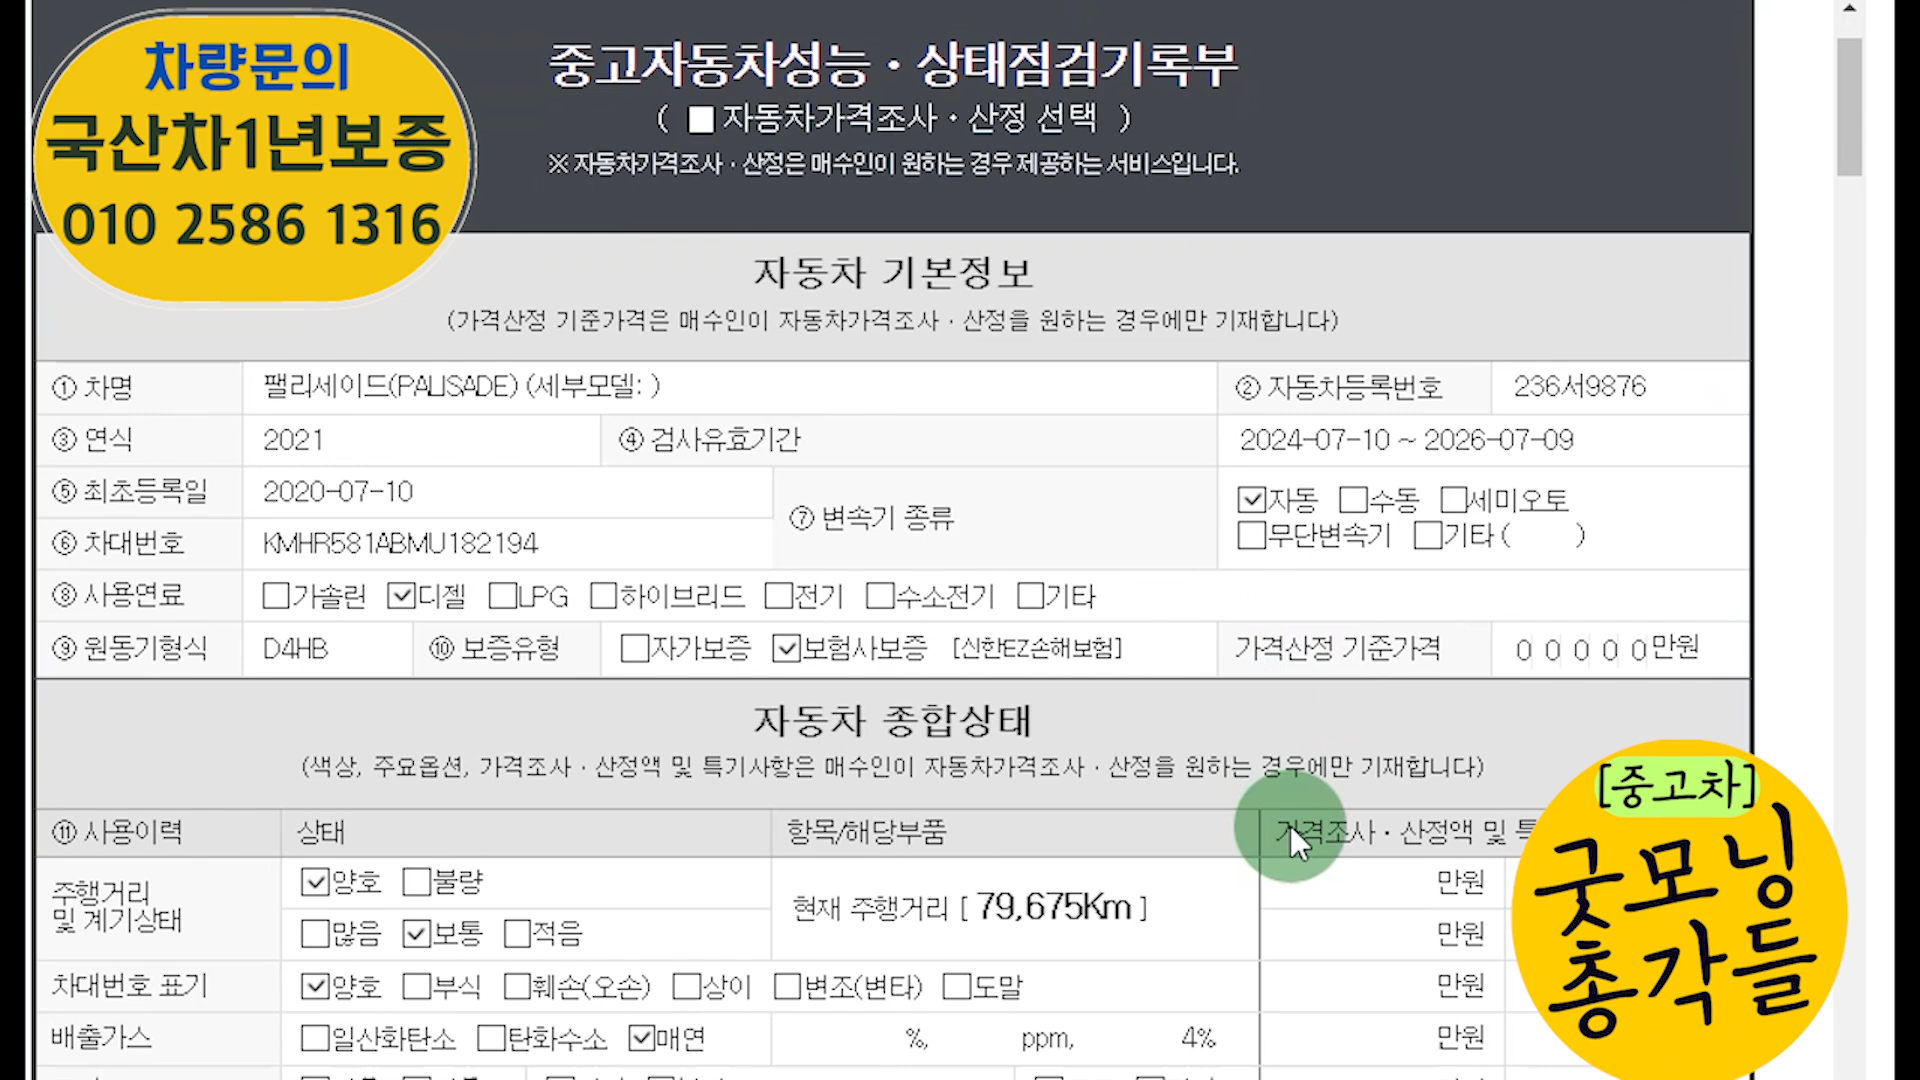 차량문의
국산차1년보증
010 2586 1316
중고자동차성능 · 상태점검기록부
( ■ 자동차가격조사 · 산정 선택 )
※ 자동차가격조사 · 산정은 매수인이 원하는 경우 제공하는 서비스입니다.
자동차 기본정보
(가격산정 기준가격은 매수인이 자동차가격조사 · 산정을 원하는 경우에만 기재합니다)
① 차명 팰리세이드(PALISADE) (세부모델: ) ② 자동차등록번호 236서9876
③ 연식 2021 ④ 검사유효기간 2024-07-10 ~ 2026-07-09
⑤ 최초등록일 2020-07-10
⑦ 변속기 종류 ☑자동 ☐수동 ☐세미오토
☐무단변속기 ☐기타 ( )
⑥ 차대번호 KMHR581ABMU182194
⑧ 사용연료 ☐가솔린 ☑디젤 ☐LPG ☐하이브리드 ☐전기 ☐수소전기 ☐기타
⑨ 원동기형식 D4HB ⑩ 보증유형 ☐자가보증 ☑보험사보증 [신한EZ손해보험] 가격산정 기준가격 0 0 0 0 0만원
자동차 종합상태
(색상, 주요옵션, 가격조사 · 산정액 및 특기사항은 매수인이 자동차가격조사 · 산정을 원하는 경우에만 기재합니다)
⑪ 사용이력 상태 항목/해당부품 가격조사 · 산정액 및 특
주행거리
및 계기상태
☑양호 ☐불량 만원
현재 주행거리 [ 79,675Km ]
☐많음 ☑보통 ☐적음 만원
차대번호 표기 ☑양호 ☐부식 ☐훼손(오손) ☐상이 ☐변조(변타) ☐도말 만원
배출가스 ☐일산화탄소 ☐탄화수소 ☑매연 %, ppm, 4% 만원
[중고차]
굿모닝
총각들